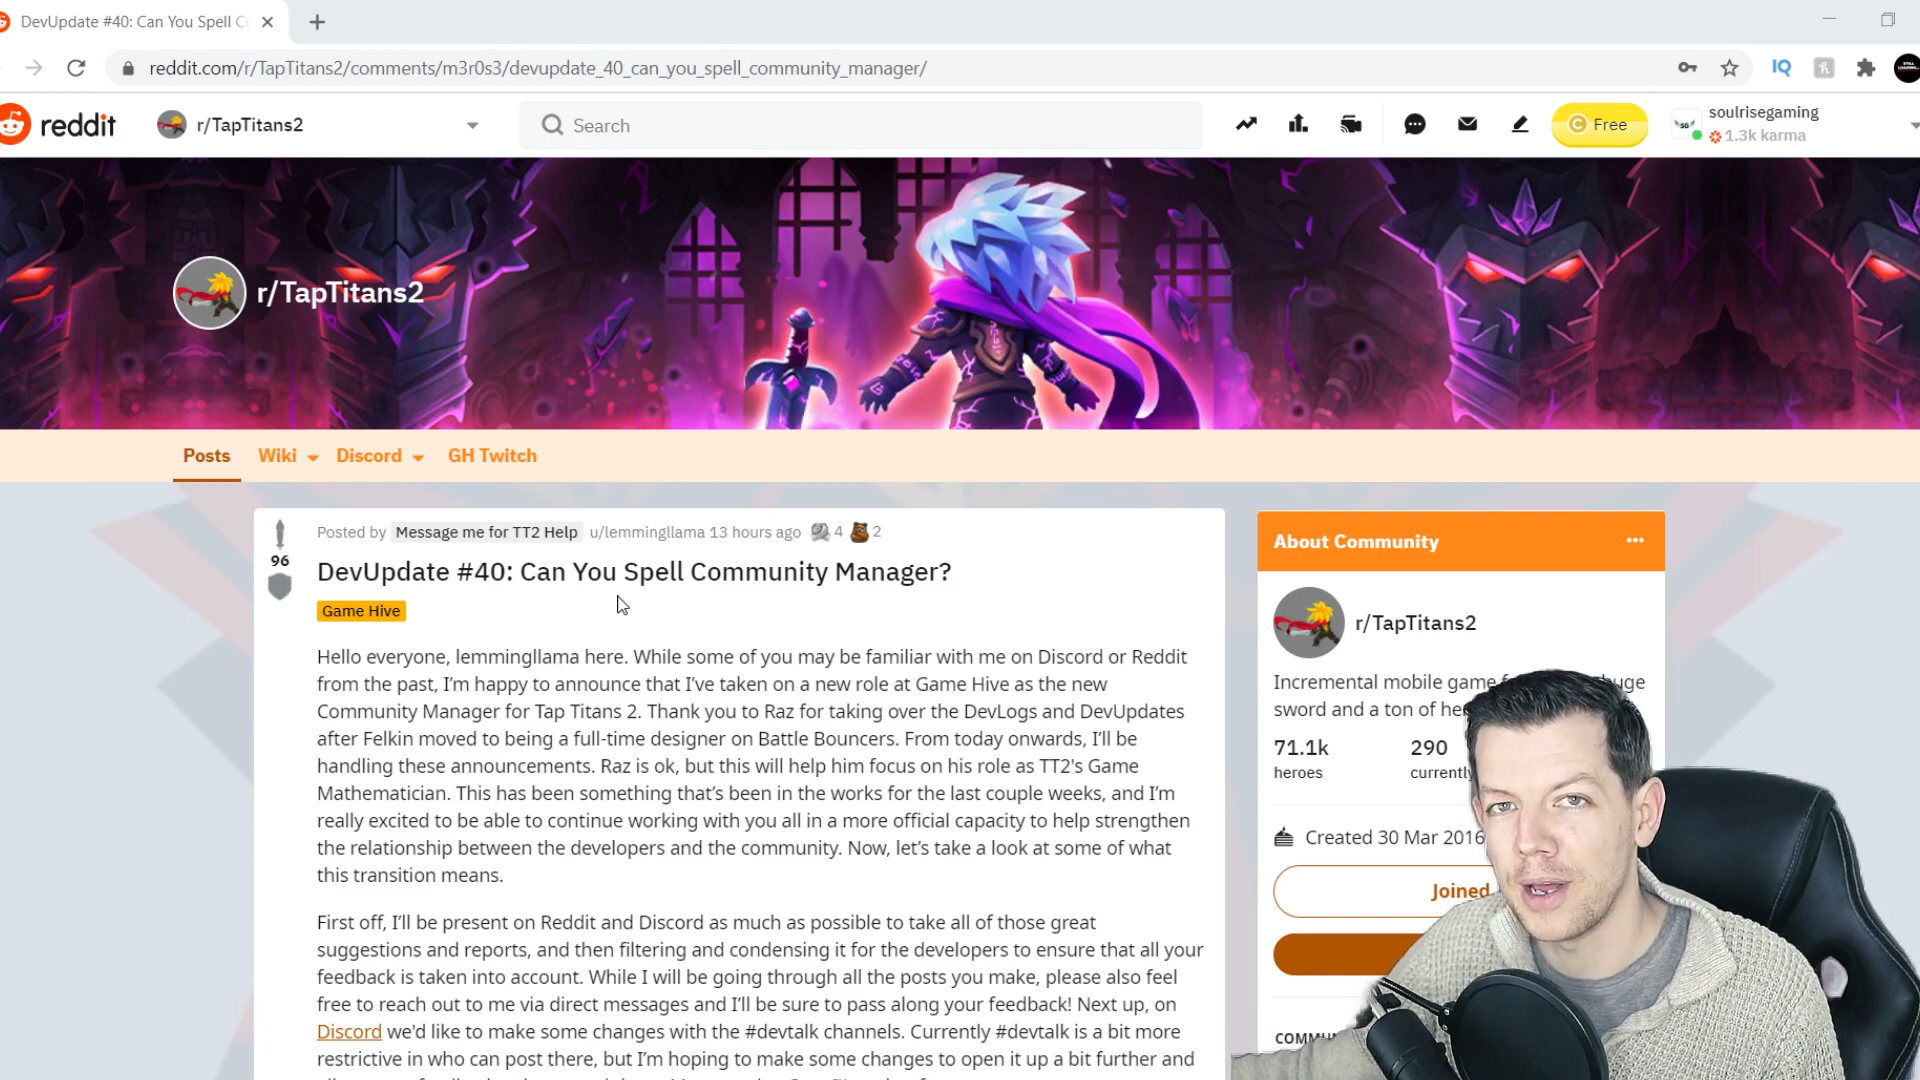 DevUpdate #40: Can You Spell Co
reddit.com/r/TapTitans2/comments/m3r0s3/devupdate_40_can_you_spell_community_manager/
IQ
reddit
r/TapTitans2
Search
Free
soulrisegaming
1.3k karma
r/TapTitans2
Posts
Wiki
Discord
GH Twitch
Posted by Message me for TT2 Help u/lemmingllama 13 hours ago 4 2
96
DevUpdate #40: Can You Spell Community Manager?
Game Hive
Hello everyone, lemmingllama here. While some of you may be familiar with me on Discord or Reddit
from the past, I'm happy to announce that I've taken on a new role at Game Hive as the new
Community Manager for Tap Titans 2. Thank you to Raz for taking over the DevLogs and DevUpdates
after Felkin moved to being a full-time designer on Battle Bouncers. From today onwards, I'll be
handling these announcements. Raz is ok, but this will help him focus on his role as TT2's Game
Mathematician. This has been something that's been in the works for the last couple weeks, and I'm
really excited to be able to continue working with you all in a more official capacity to help strengthen
the relationship between the developers and the community. Now, let's take a look at some of what
this transition means.
First off, I'll be present on Reddit and Discord as much as possible to take all of those great
suggestions and reports, and then filtering and condensing it for the developers to ensure that all your
feedback is taken into account. While I will be going through all the posts you make, please also feel
free to reach out to me via direct messages and I'll be sure to pass along your feedback! Next up, on
Discord we'd like to make some changes with the #devtalk channels. Currently #devtalk is a bit more
restrictive in who can post there, but I'm hoping to make some changes to open it up a bit further and
About Community
r/TapTitans2
Incremental mobile game
huge
sword and a ton of
71.1k
290
heroes
currently
Created 30 Mar 2016
Joined